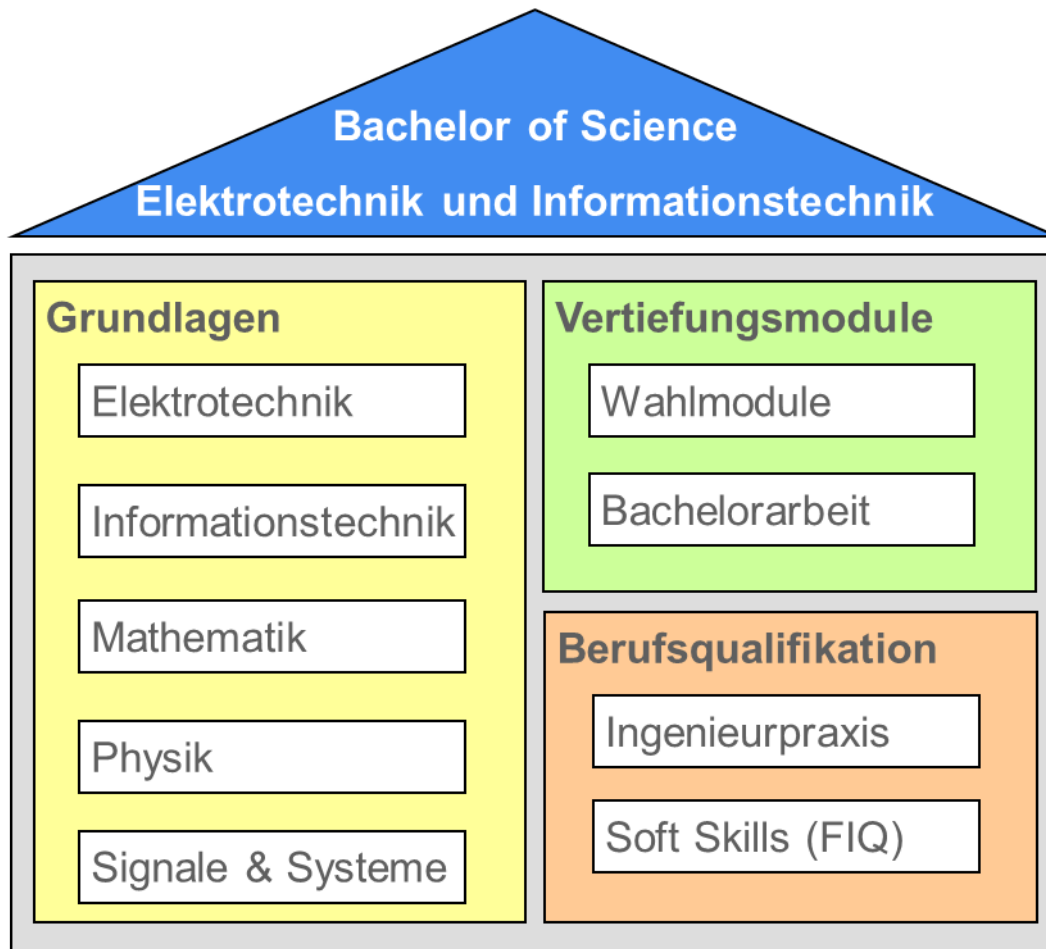 Bachelor of Science
Elektrotechnik und Informationstechnik
Grundlagen
Elektrotechnik
Informationstechnik
Mathematik
Physik
Signale & Systeme
Vertiefungsmodule
Wahlmodule
Bachelorarbeit
Berufsqualifikation
Ingenieurpraxis
Soft Skills (FIQ)